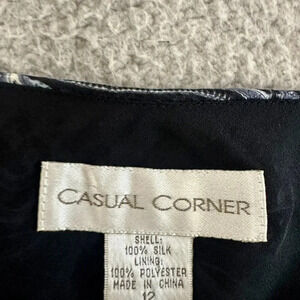 CASUAL CORNER
SHELL:
100% SILK
LINING:
100% POLYESTER
MADE IN CHINA
12